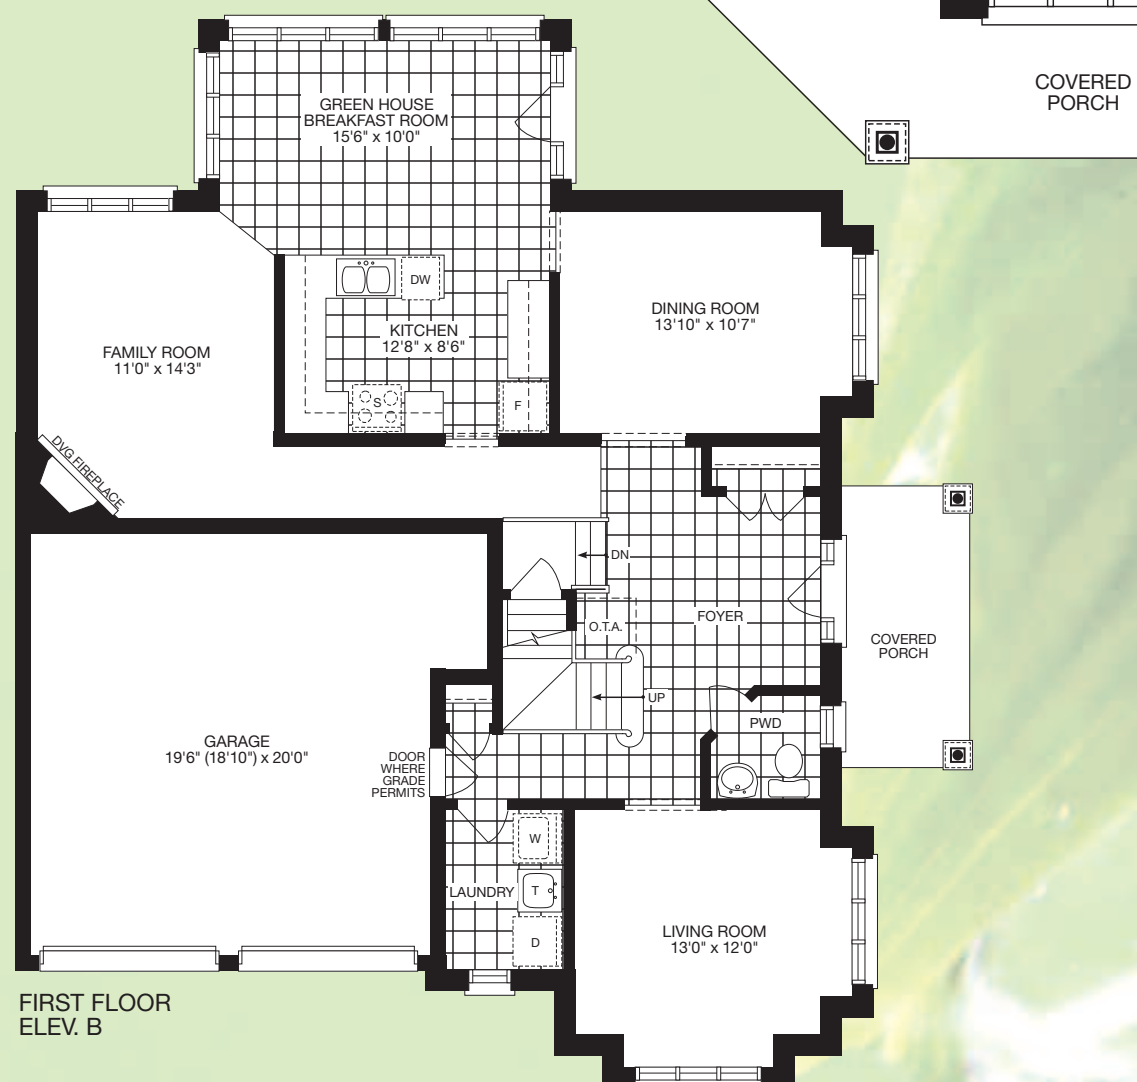 COVERED
PORCH
GREEN HOUSE
BREAKFAST ROOM
15'6" x 10'0"
DW
KITCHEN
12'8" x 8'6"
S
F
DINING ROOM
13'10" x 10'7"
FAMILY ROOM
11'0" x 14'3"
DVG FIREPLACE
DN
O.T.A.
FOYER
COVERED
PORCH
UP
PWD
GARAGE
19'6" (18'10") x 20'0"
DOOR
WHERE
GRADE
PERMITS
W
LAUNDRY
T
D
LIVING ROOM
13'0" x 12'0"
FIRST FLOOR
ELEV. B